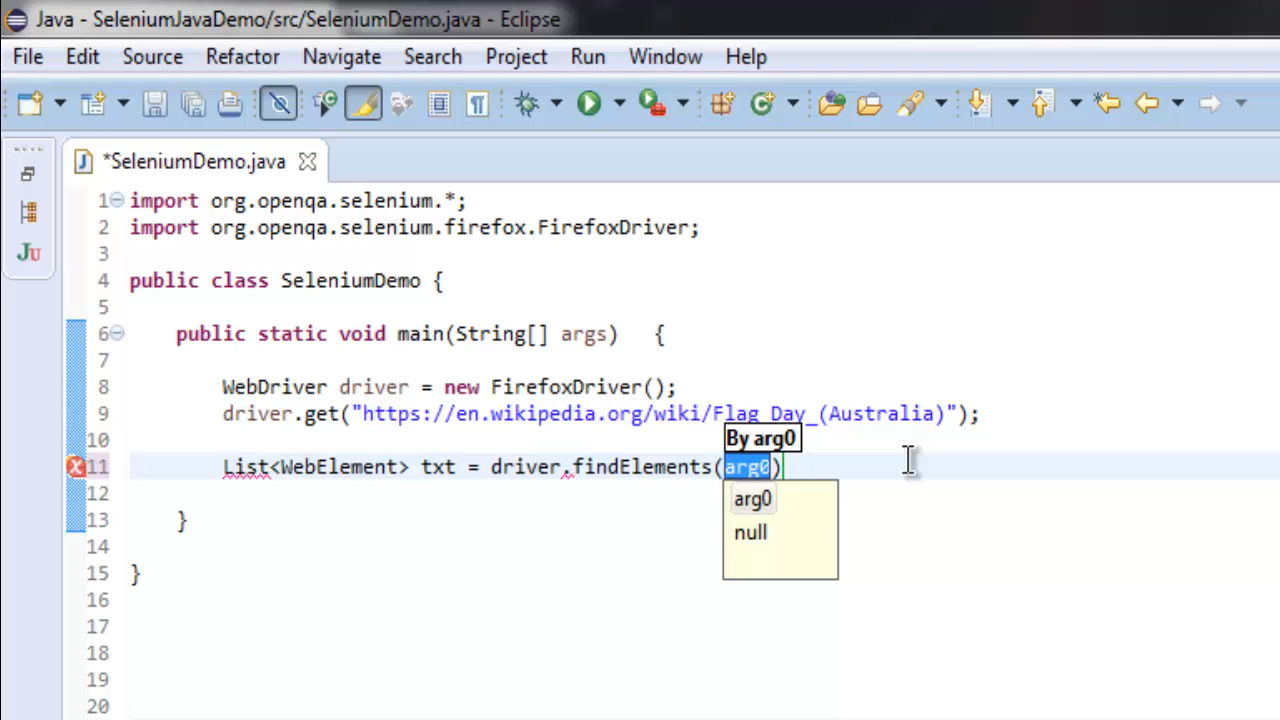 Java - SeleniumJavaDemo/src/SeleniumDemo.java - Eclipse
File Edit Source Refactor Navigate Search Project Run Window Help
*SeleniumDemo.java
1 import org.openqa.selenium.*;
2 import org.openqa.selenium.firefox.FirefoxDriver;
3
4 public class SeleniumDemo {
5
6 public static void main(String[] args) {
7
8 WebDriver driver = new FirefoxDriver();
9 driver.get("https://en.wikipedia.org/wiki/Flag_Day_(Australia)");
10
By arg0
11 List<WebElement> txt = driver.findElements(arg0)
arg0
12
null
13 }
14
15 }
16
17
18
19
20
Ju